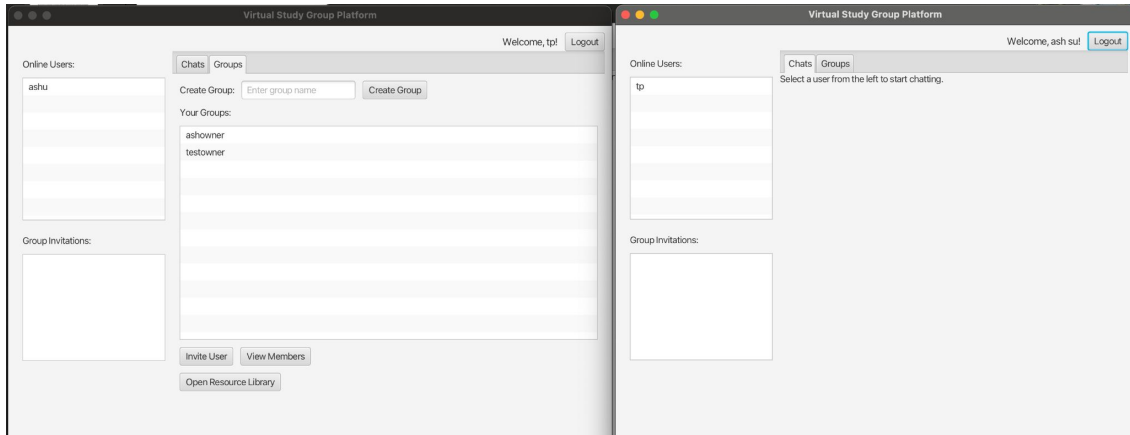 Virtual Study Group Platform
Welcome, tp! Logout
Online Users:
ashu
Group Invitations:
Chats Groups
Create Group: Enter group name Create Group
Your Groups:
ashowner
testowner
Invite User View Members
Open Resource Library
Virtual Study Group Platform
Welcome, ash su! Logout
Online Users:
tp
Group Invitations:
Chats Groups
Select a user from the left to start chatting.